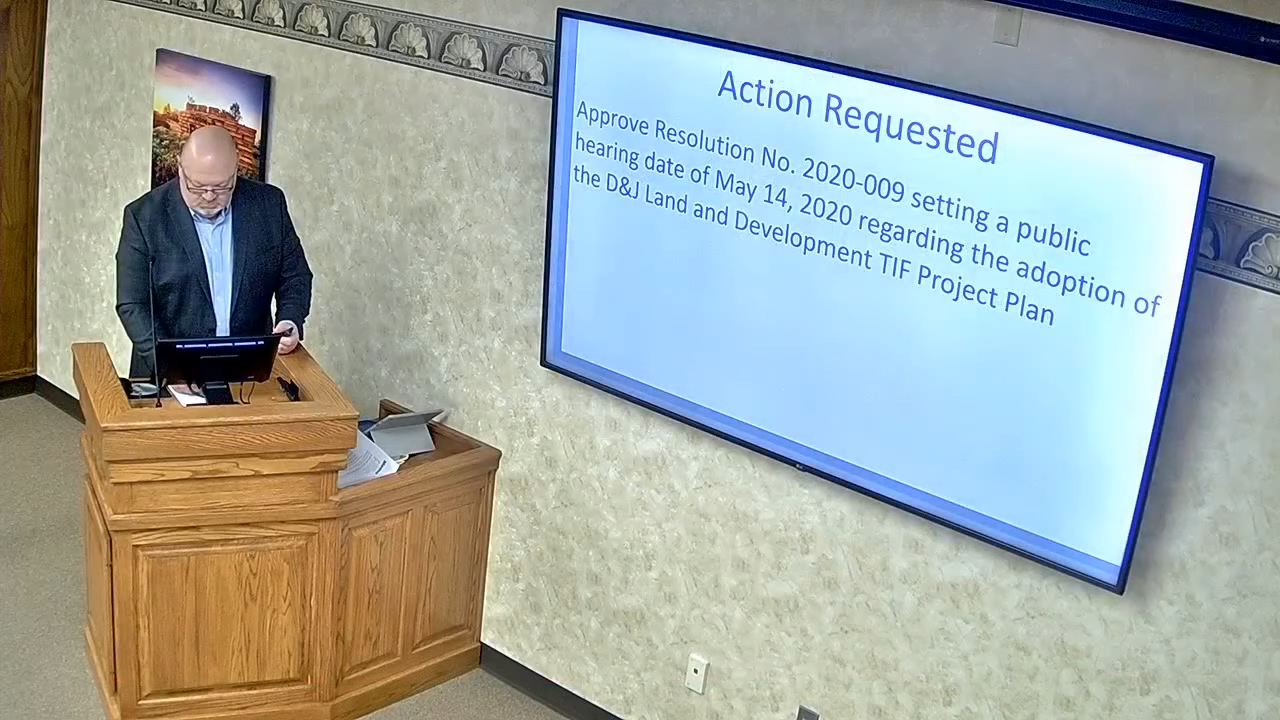 Action Requested
Approve Resolution No. 2020-009 setting a public
hearing date of May 14, 2020 regarding the adoption of
the D&J Land and Development TIF Project Plan